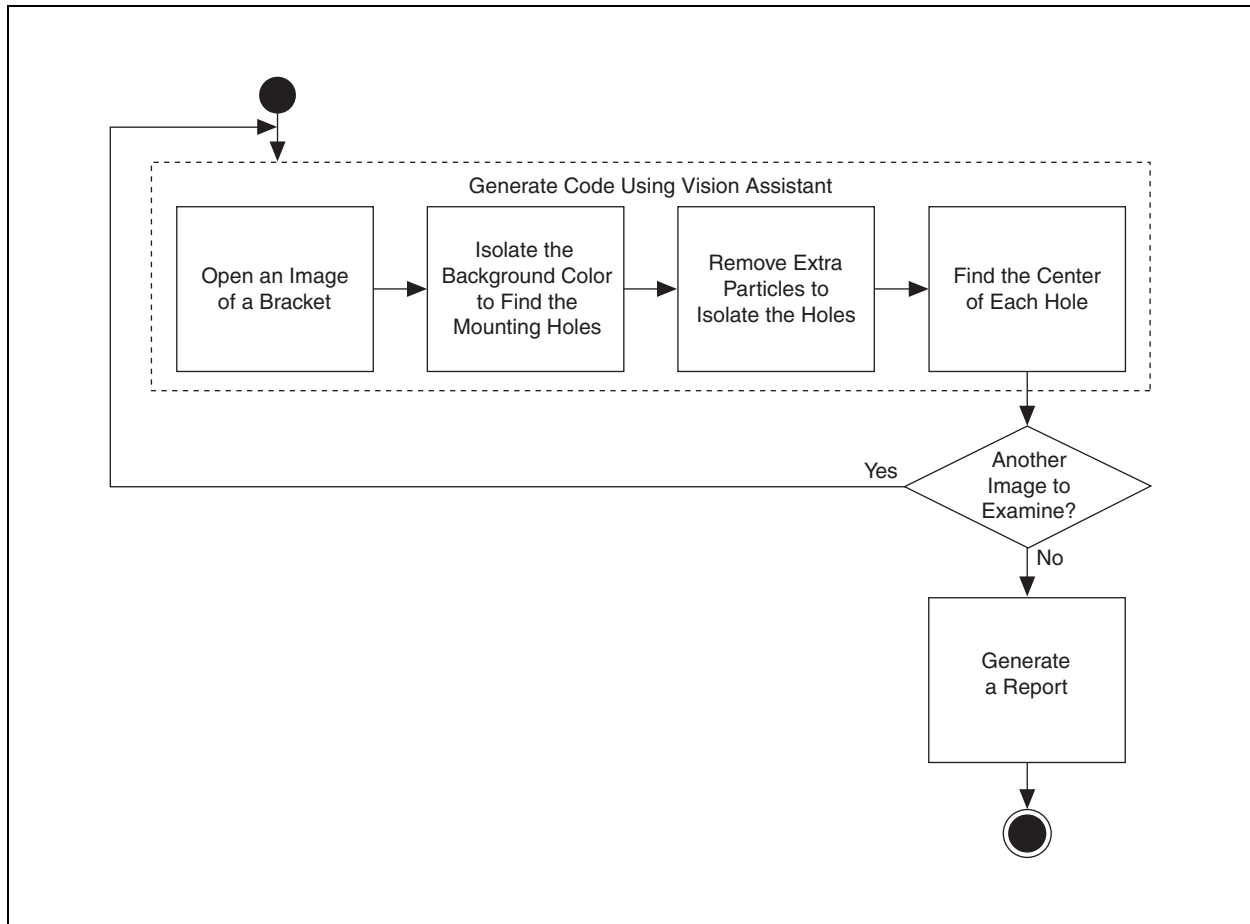 Generate Code Using Vision Assistant
Open an Image
of a Bracket
Isolate the
Background Color
to Find the
Mounting Holes
Remove Extra
Particles to
Isolate the Holes
Find the Center
of Each Hole
Yes
Another
Image to
Examine?
No
Generate
a Report